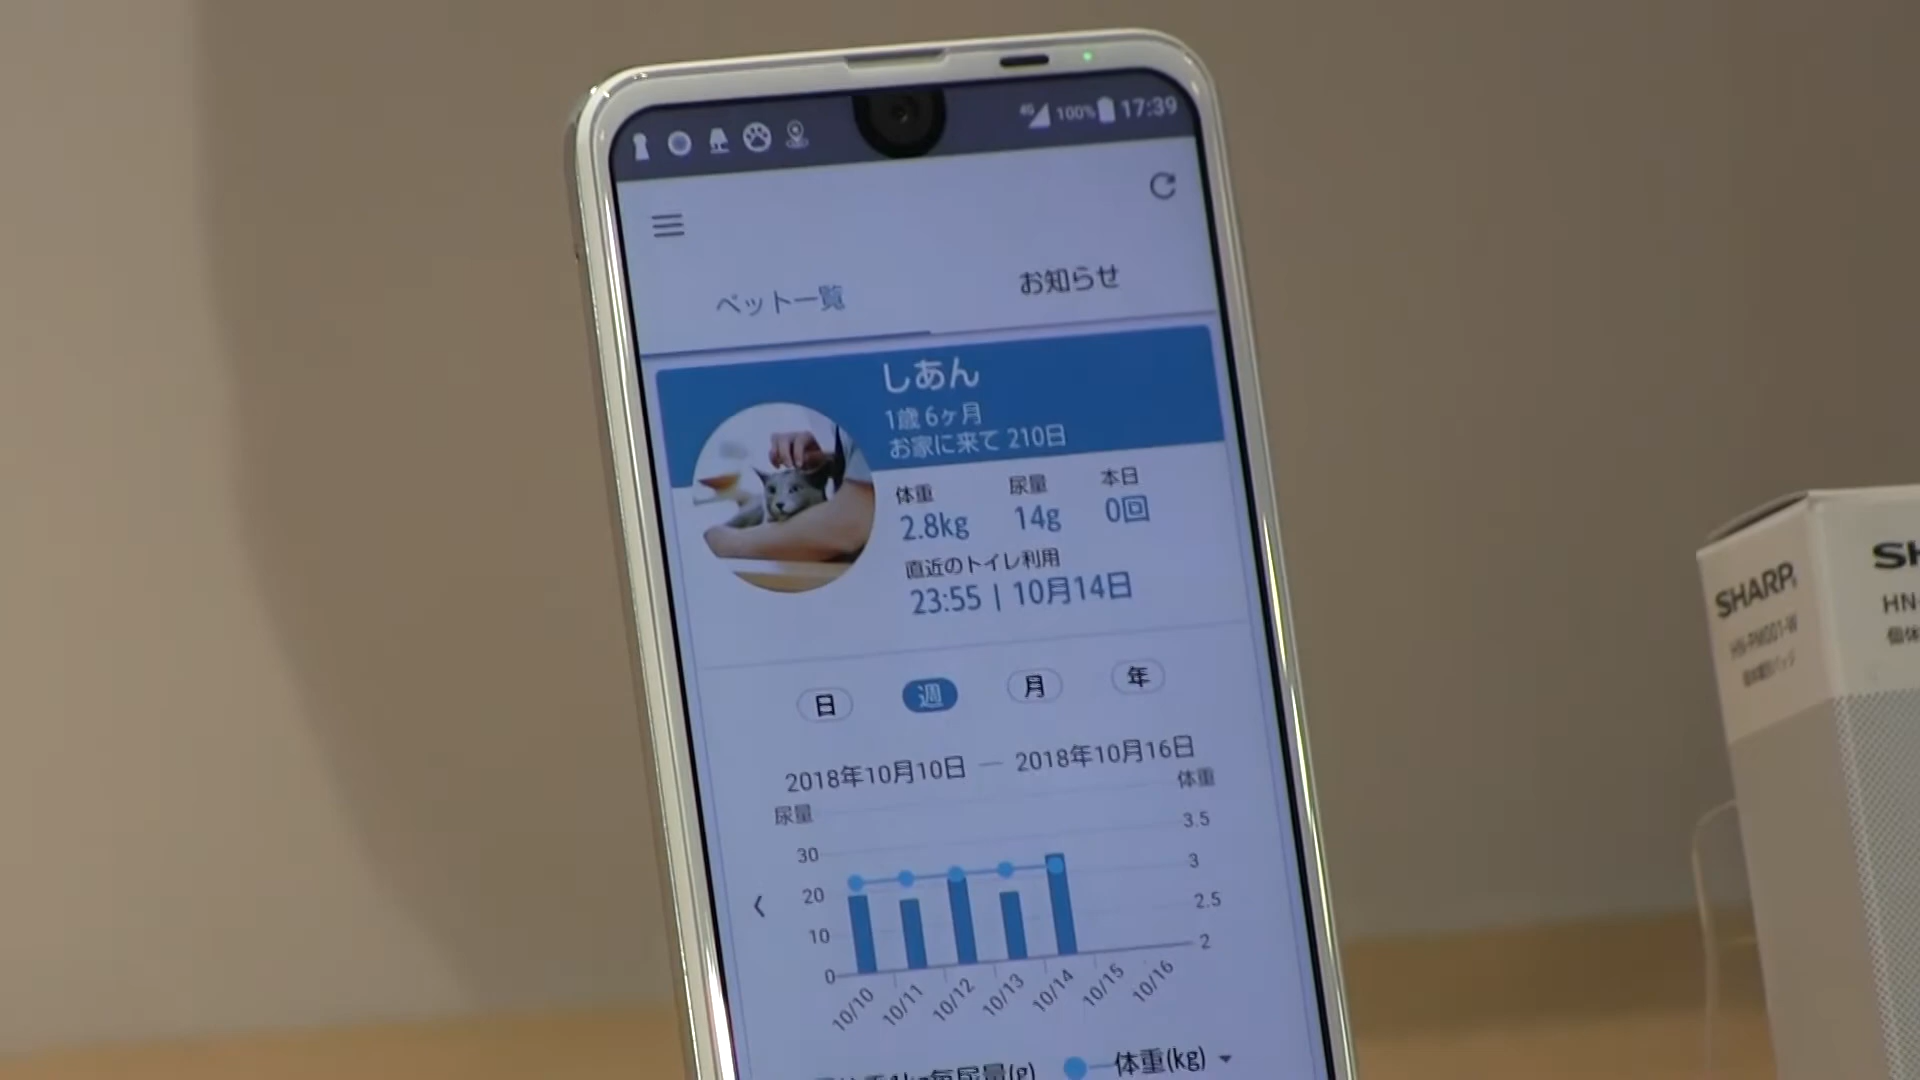 4G 100% 17:39
ペット一覧 お知らせ
しあん
1歳6ヶ月
お家に来て 210日
体重 尿量 本日
2.8kg 14g 0回
直近のトイレ利用
23:55 | 10月14日
日 週 月 年
2018年10月10日 — 2018年10月16日
尿量 体重
30 20 10 0
3.5 3 2.5 2
10/10 10/11 10/12 10/13 10/14 10/15 10/16
体重(kg)
SHARP
HN-PM001-W